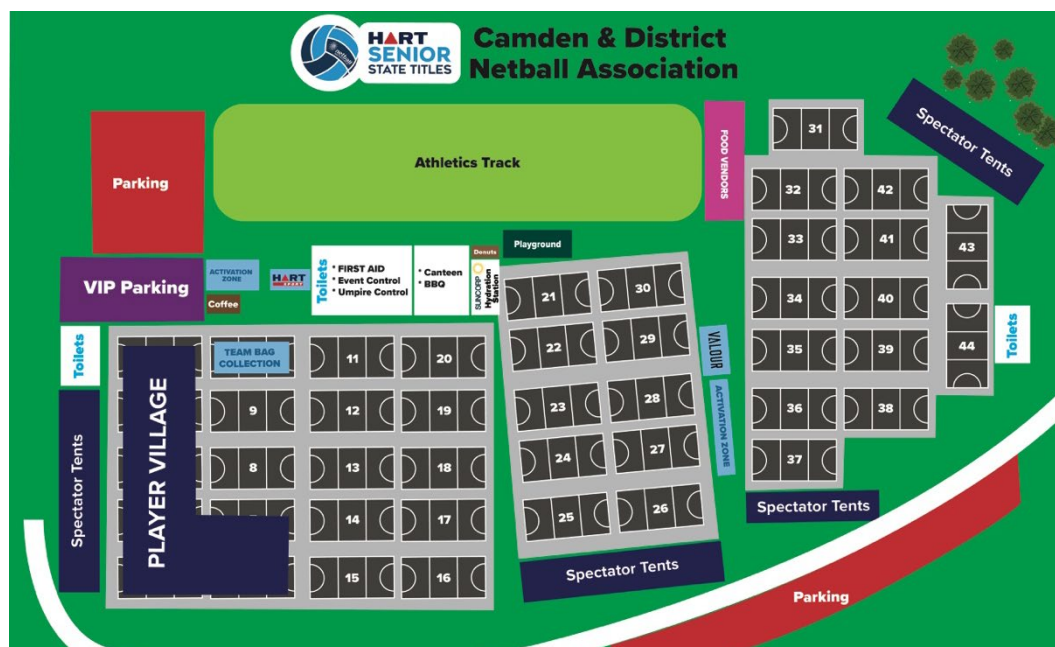 HART
SENIOR
STATE TITLES
netball
Camden & District
Netball Association
Parking
Athletics Track
FOOD VENDORS
Spectator Tents
31
32
42
33
41
43
34
40
35
39
44
36
38
37
Toilets
Spectator Tents
VIP Parking
ACTIVATION
ZONE
HART
SPORT
Coffee
Toilets
* FIRST AID
* Event Control
* Umpire Control
* Canteen
* BBQ
Donuts
SUNCORP
Hydration
Station
Playground
21
30
22
29
23
28
24
27
25
26
VALOUR
ACTIVATION ZONE
Spectator Tents
Toilets
Spectator Tents
PLAYER VILLAGE
TEAM BAG
COLLECTION
11
20
9
12
19
8
13
18
14
17
15
16
Parking